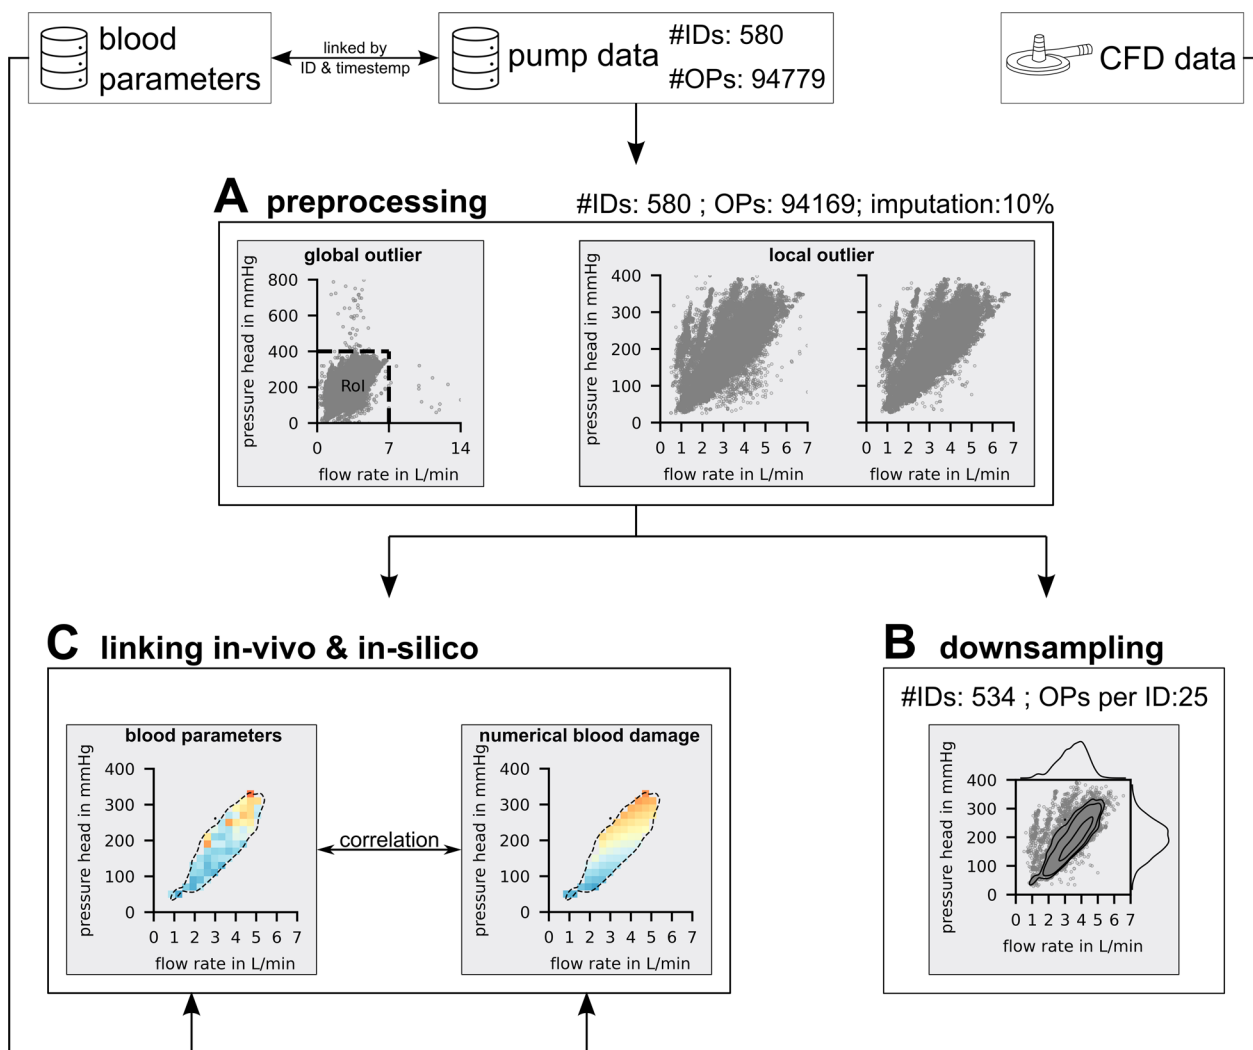 blood
parameters
linked by
ID & timestemp
pump data
#IDs: 580
#OPs: 94779
CFD data
A preprocessing
#IDs: 580 ; OPs: 94169; imputation:10%
global outlier
pressure head in mmHg
800
600
400
200
0
RoI
0 7 14
flow rate in L/min
local outlier
pressure head in mmHg
400
300
200
100
0
0 1 2 3 4 5 6 7
flow rate in L/min
0 1 2 3 4 5 6 7
flow rate in L/min
C linking in-vivo & in-silico
blood parameters
pressure head in mmHg
400
300
200
100
0
0 1 2 3 4 5 6 7
flow rate in L/min
correlation
numerical blood damage
pressure head in mmHg
400
300
200
100
0
0 1 2 3 4 5 6 7
flow rate in L/min
B downsampling
#IDs: 534 ; OPs per ID:25
pressure head in mmHg
400
300
200
100
0
0 1 2 3 4 5 6 7
flow rate in L/min